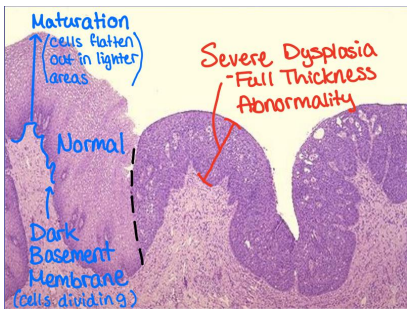 Maturation
(cells flatten
out in lighter
areas)
Severe Dysplasia
-Full Thickness
Abnormality
Normal
Dark
Basement
Membrane
(cells dividing)